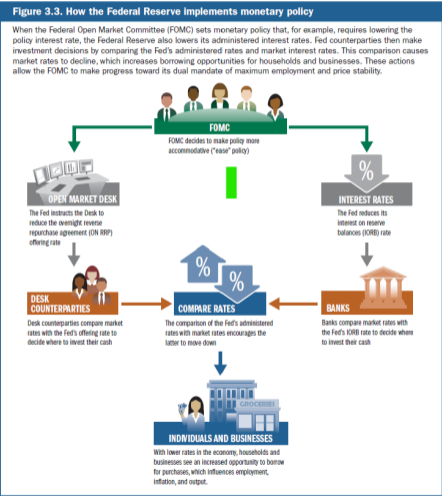 Figure 3.3. How the Federal Reserve implements monetary policy
When the Federal Open Market Committee (FOMC) sets monetary policy that, for example, requires lowering the
policy interest rate, the Federal Reserve also lowers its administered interest rates. Fed counterparties then make
investment decisions by comparing the Fed's administered rates and market interest rates. This comparison causes
market rates to decline, which increases borrowing opportunities for households and businesses. These actions
allow the FOMC to make progress toward its dual mandate of maximum employment and price stability.
FOMC
FOMC decides to make policy more
accommodative ("ease" policy)
OPEN MARKET DESK
The Fed instructs the Desk to
reduce the overnight reverse
repurchase agreement (ON RRP)
offering rate
%
INTEREST RATES
The Fed reduces its
interest on reserve
balances (IORB) rate
DESK
COUNTERPARTIES
Desk counterparties compare market
rates with the Fed's offering rate to
decide where to invest their cash
%
%
COMPARE RATES
The comparison of the Fed's administered
rates with market rates encourages the
latter to move down
BANKS
Banks compare market rates with
the Fed's IORB rate to decide where
to invest their cash
GROCERIES
INDIVIDUALS AND BUSINESSES
With lower rates in the economy, households and
businesses see an increased opportunity to borrow
for purchases, which influences employment,
inflation, and output.